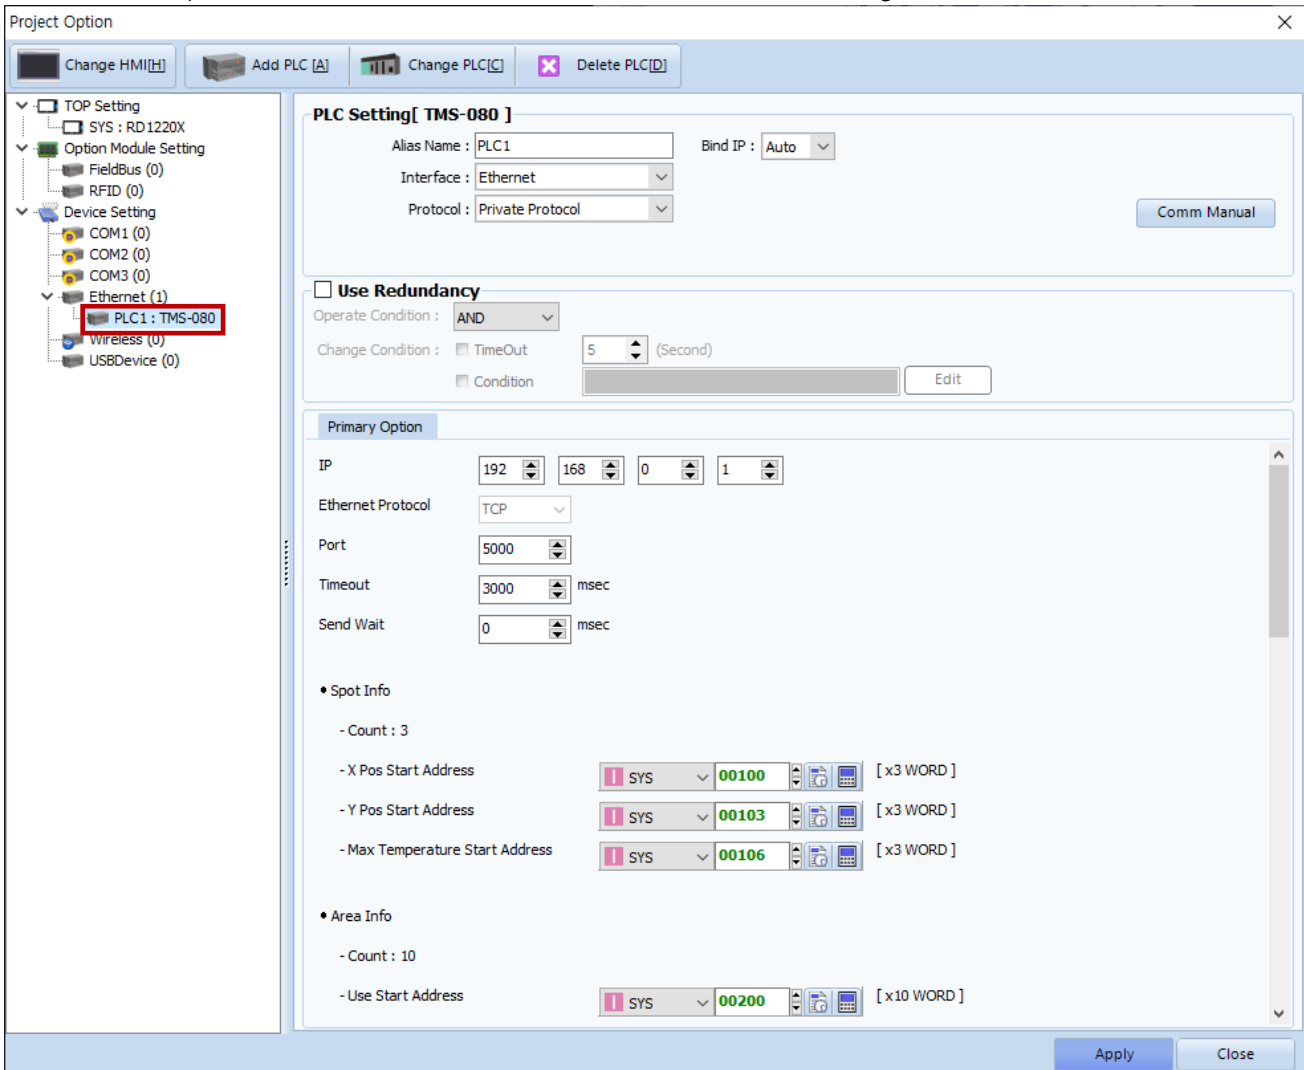 Project Option
Change HMI[H]
Add PLC [A]
Change PLC[C]
Delete PLC[D]
TOP Setting
SYS : RD1220X
Option Module Setting
FieldBus (0)
RFID (0)
Device Setting
COM1 (0)
COM2 (0)
COM3 (0)
Ethernet (1)
PLC1 : TMS-080
Wireless (0)
USBDevice (0)
PLC Setting[ TMS-080 ]
Alias Name : PLC1 Bind IP : Auto
Interface : Ethernet
Protocol : Private Protocol
Comm Manual
Use Redundancy
Operate Condition : AND
Change Condition : TimeOut 5 (Second)
Condition Edit
Primary Option
IP 192 168 0 1
Ethernet Protocol TCP
Port 5000
Timeout 3000 msec
Send Wait 0 msec
• Spot Info
- Count : 3
- X Pos Start Address SYS 00100 [ x3 WORD ]
- Y Pos Start Address SYS 00103 [ x3 WORD ]
- Max Temperature Start Address SYS 00106 [ x3 WORD ]
• Area Info
- Count : 10
- Use Start Address SYS 00200 [ x10 WORD ]
Apply Close